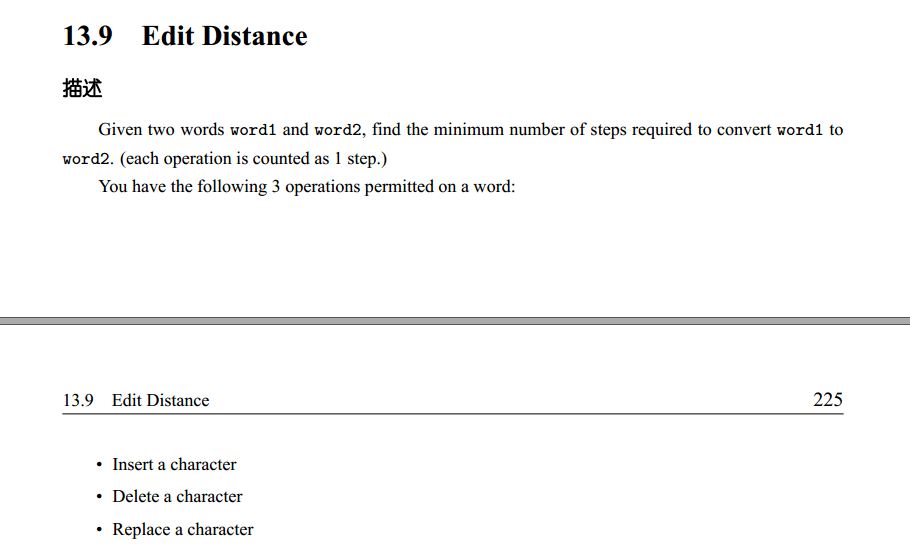 13.9 Edit Distance
描述
Given two words word1 and word2, find the minimum number of steps required to convert word1 to
word2. (each operation is counted as 1 step.)
You have the following 3 operations permitted on a word:
13.9 Edit Distance 225
• Insert a character
• Delete a character
• Replace a character